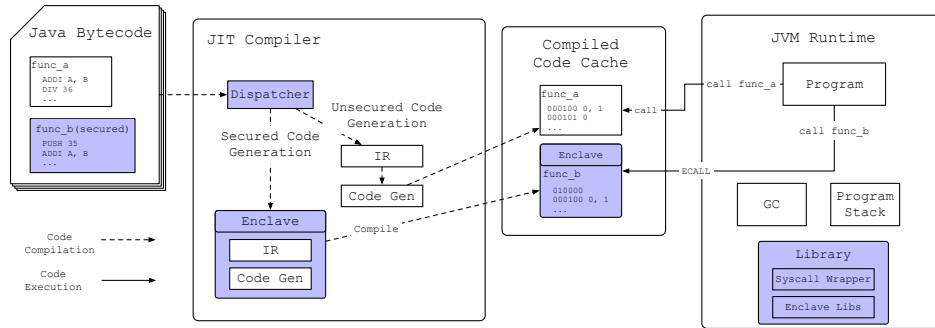 Java Bytecode
func_a
ADDI A, B
DIV 36
...
func_b(secured)
PUSH 35
ADDI A, B
...
Code
Compilation
Code
Execution
JIT Compiler
Dispatcher
Unsecured Code
Generation
Secured Code
Generation
IR
Code Gen
Enclave
IR
Code Gen
Compile
Compiled
Code Cache
func_a
000100 0, 1
000101 0
...
Enclave
func_b
010000
000100 0, 1
...
JVM Runtime
call
call func_a
Program
call func_b
ECALL
GC
Program
Stack
Library
Syscall Wrapper
Enclave Libs